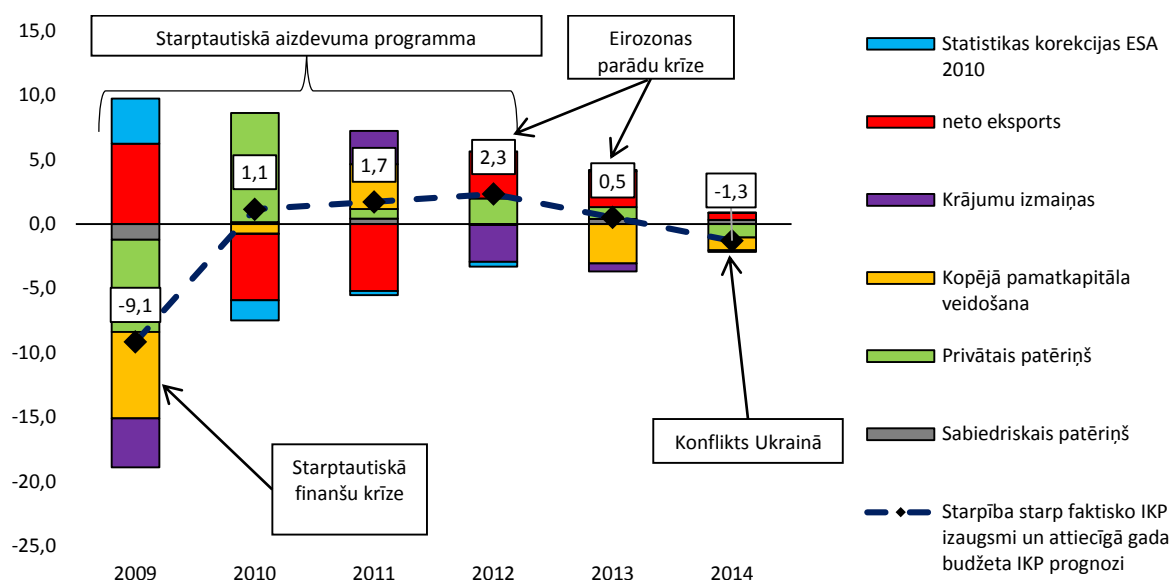 15,0
10,0
5,0
0,0
-5,0
-10,0
-15,0
-20,0
-25,0
Starptautiskā aizdevuma programma
Eirozonas
parādu krīze
-9,1
1,1
1,7
2,3
0,5
-1,3
Starptautiskā
finanšu krīze
Konflikts Ukrainā
2009
2010
2011
2012
2013
2014
Statistikas korekcijas ESA
2010
neto eksports
Krājumu izmaiņas
Kopējā pamatkapitāla
veidošana
Privātais patēriņš
Sabiedriskais patēriņš
Starpība starp faktisko IKP
izaugsmi un attiecīgā gada
budžeta IKP prognozi